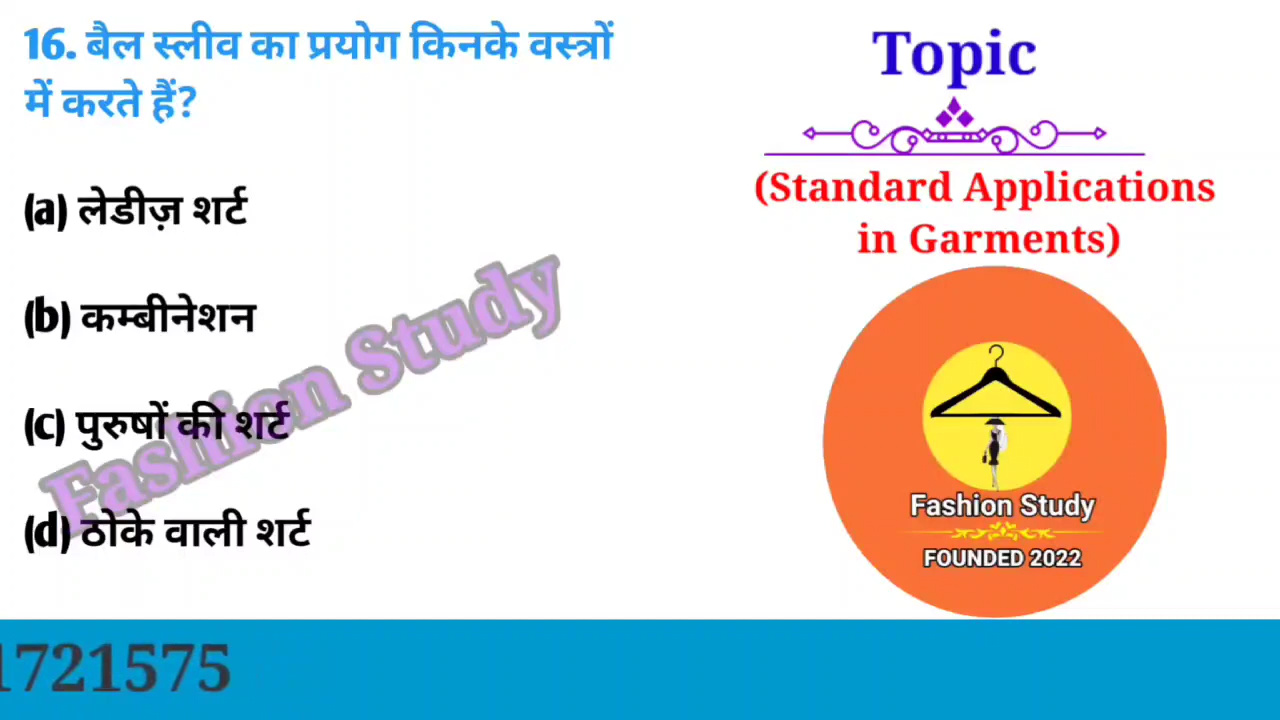 16. बैल स्लीव का प्रयोग किनके वस्त्रों
में करते हैं?
(a) लेडीज़ शर्ट
(b) कम्बीनेशन
(c) पुरुषों की शर्ट
(d) ठोके वाली शर्ट
Fashion Study
Topic
(Standard Applications
in Garments)
Fashion Study
FOUNDED 2022
1721575